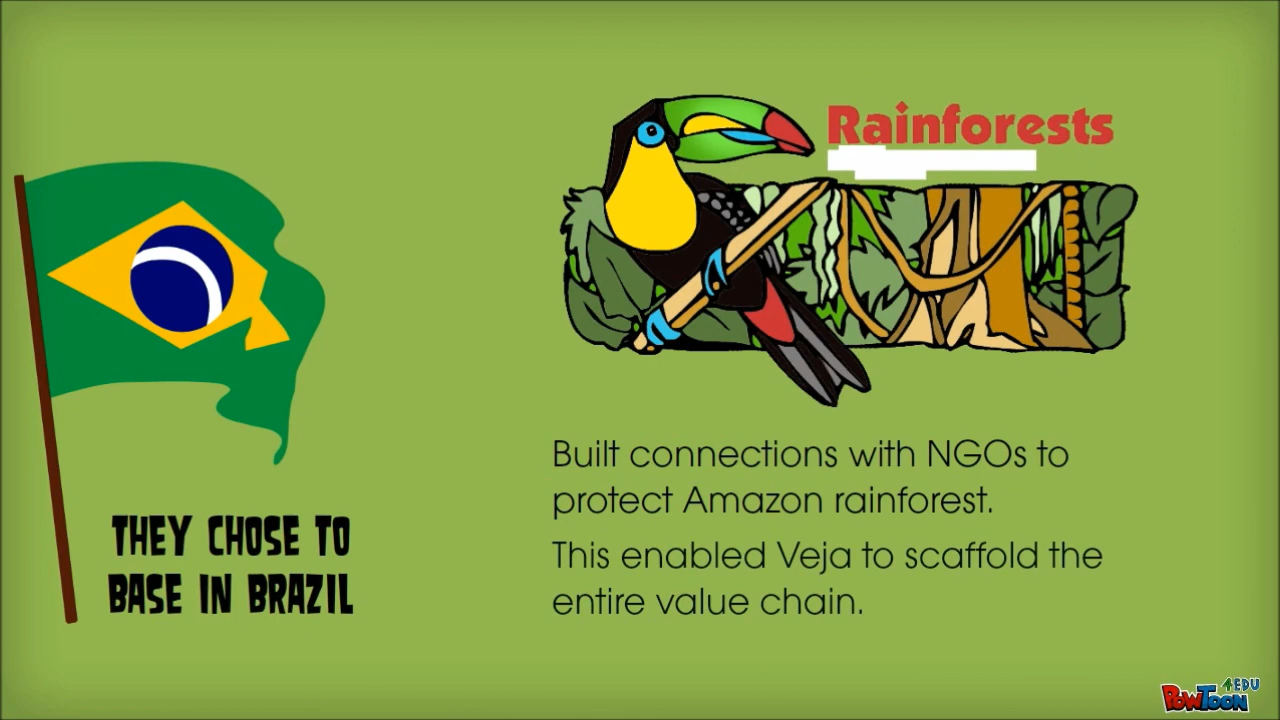 Rainforests
THEY CHOSE TO
BASE IN BRAZIL
Built connections with NGOs to
protect Amazon rainforest.
This enabled Veja to scaffold the
entire value chain.
4EDU
POWTOON